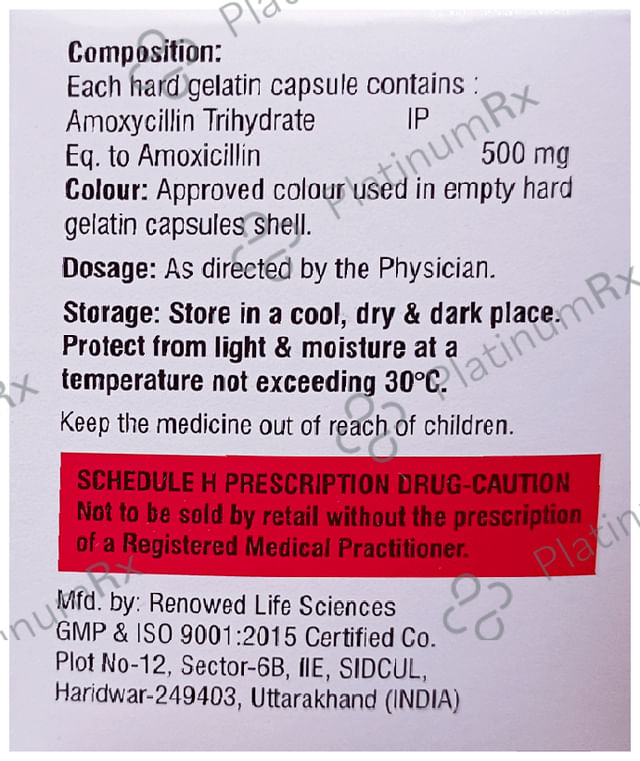 Composition:
Each hard gelatin capsule contains :
Amoxycillin Trihydrate IP
Eq. to Amoxicillin 500 mg
Colour: Approved colour used in empty hard
gelatin capsules shell.
Dosage: As directed by the Physician.
Storage: Store in a cool, dry & dark place.
Protect from light & moisture at a
temperature not exceeding 30°C.
Keep the medicine out of reach of children.
SCHEDULE H PRESCRIPTION DRUG-CAUTION
Not to be sold by retail without the prescription
of a Registered Medical Practitioner.
Mfd. by: Renowed Life Sciences
GMP & ISO 9001:2015 Certified Co.
Plot No-12, Sector-6B, IIE, SIDCUL,
Haridwar-249403, Uttarakhand (INDIA)
PlatinumRx
PlatinumRx